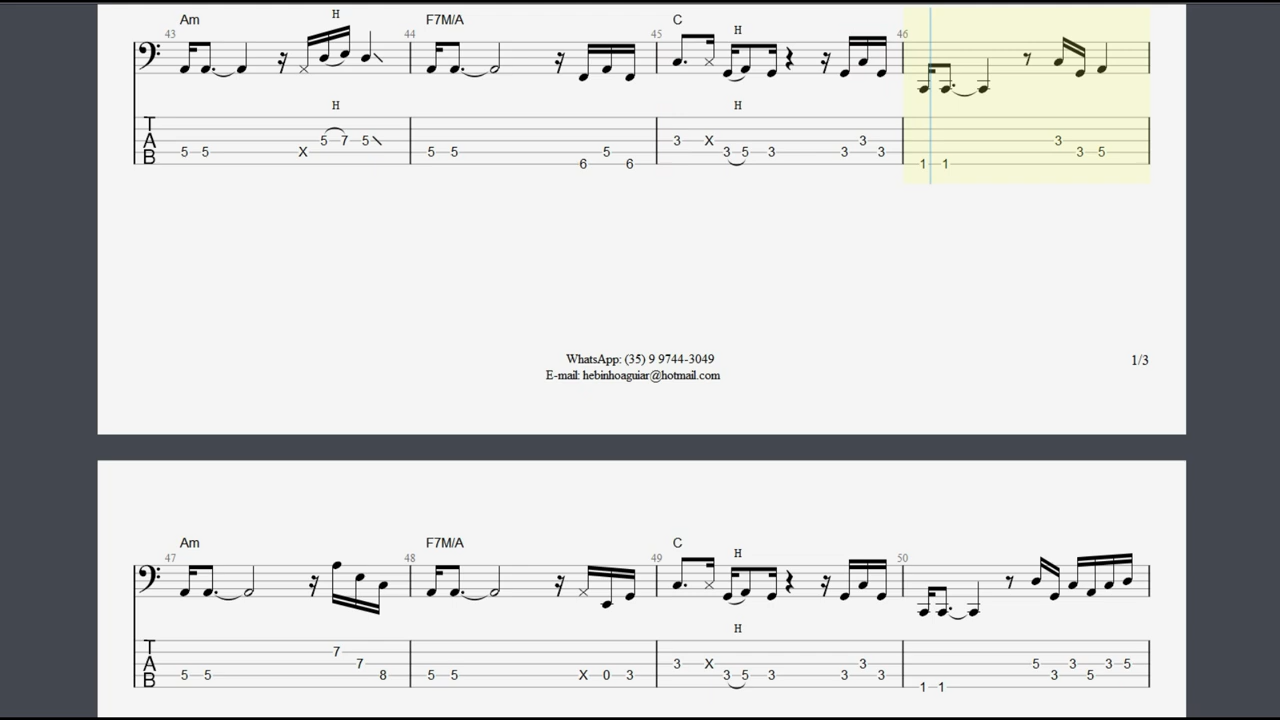 Am H F7M/A C H
43 44 45 46
H H
T
A
B
5 5 X 5 7 5 5 5 6 5 6 3 X 3 5 3 3 3 3 1 1 3 3 5
WhatsApp: (35) 9 9744-3049 1/3
E-mail: hebinhoaguiar@hotmail.com
Am F7M/A C H
47 48 49 50
H
T
A
B
5 5 7 7 8 5 5 X 0 3 3 X 3 5 3 3 3 3 1 1 5 3 3 5 3 5